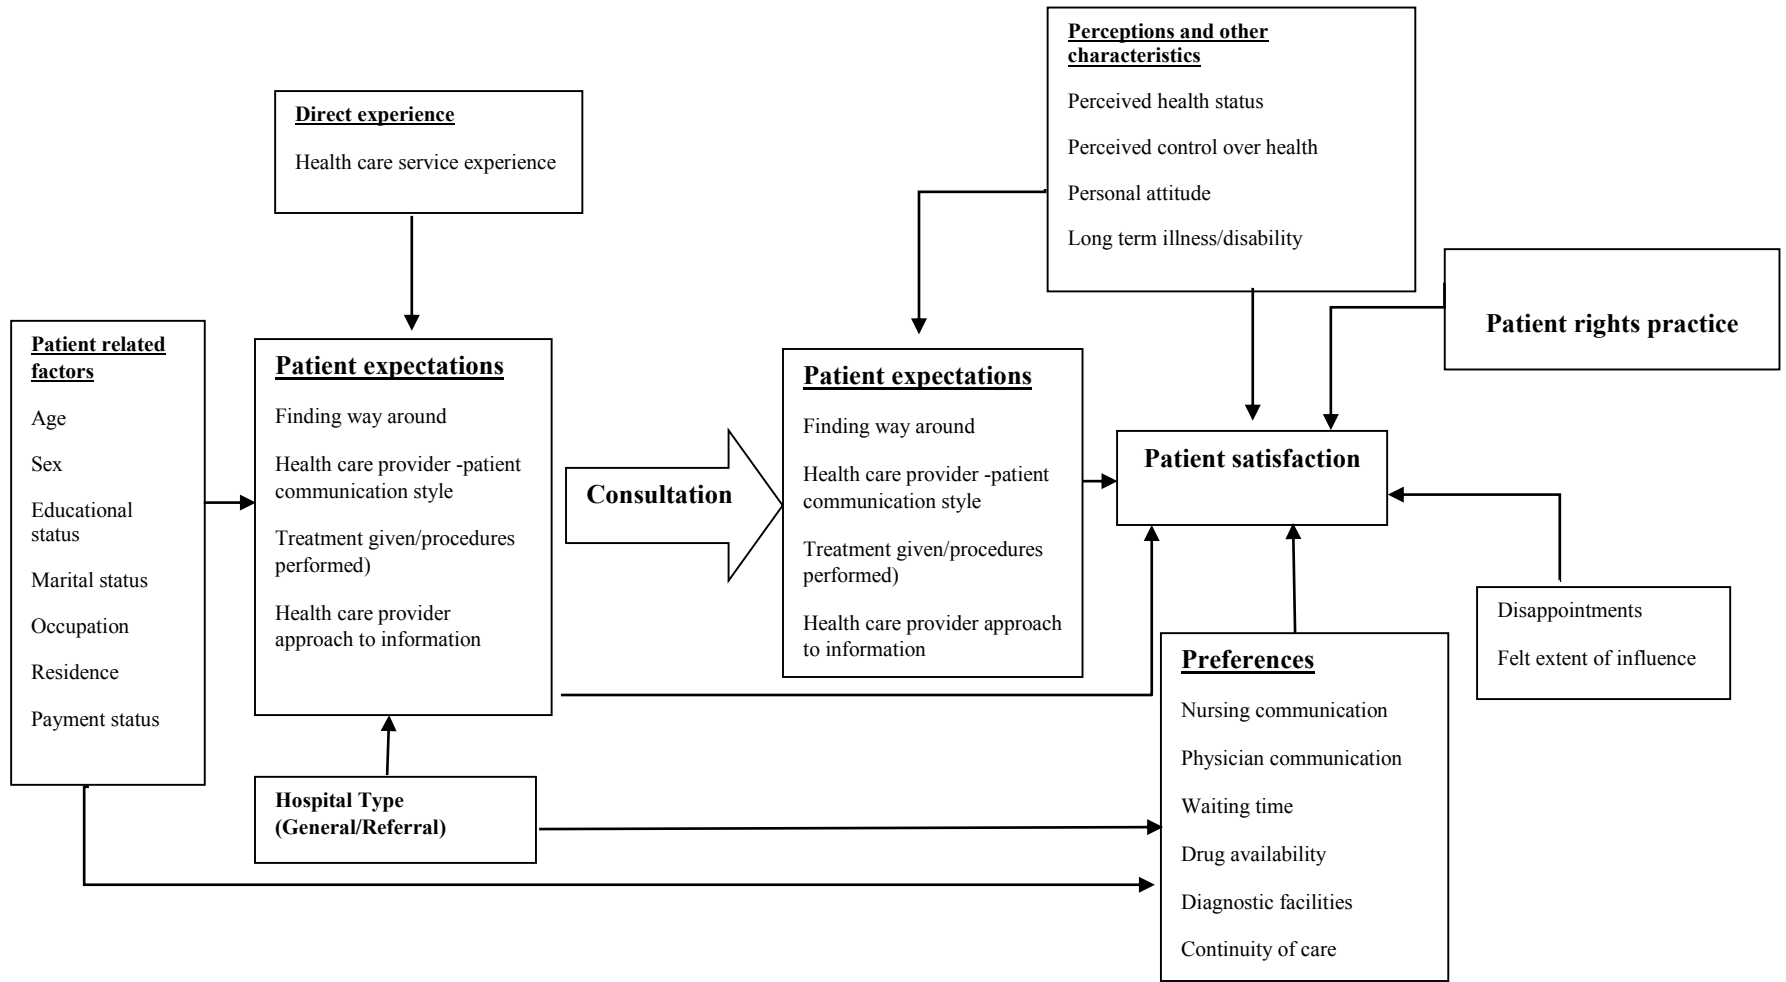 Perceptions and other
characteristics
Perceived health status
Perceived control over health
Personal attitude
Long term illness/disability
Direct experience
Health care service experience
Patient rights practice
Patient related
factors
Age
Sex
Educational
status
Marital status
Occupation
Residence
Payment status
Patient expectations
Finding way around
Health care provider -patient
communication style
Treatment given/procedures
performed)
Health care provider
approach to information
Consultation
Patient expectations
Finding way around
Health care provider -patient
communication style
Treatment given/procedures
performed)
Health care provider approach
to information
Patient satisfaction
Disappointments
Felt extent of influence
Preferences
Nursing communication
Physician communication
Waiting time
Drug availability
Diagnostic facilities
Continuity of care
Hospital Type
(General/Referral)